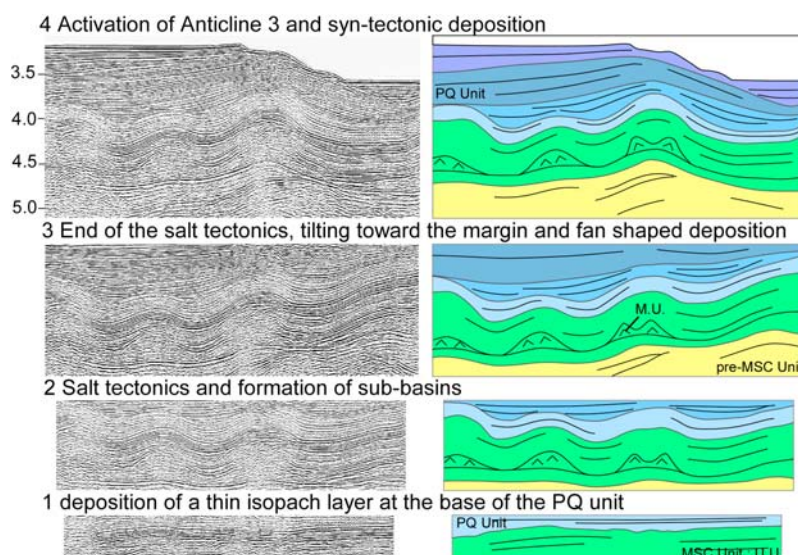 4 Activation of Anticline 3 and syn-tectonic deposition
3.5
4.0
4.5
5.0
PQ Unit
3 End of the salt tectonics, tilting toward the margin and fan shaped deposition
M.U.
pre-MSC Uni
2 Salt tectonics and formation of sub-basins
1 deposition of a thin isopach layer at the base of the PQ unit
PQ Unit
MSC Unit